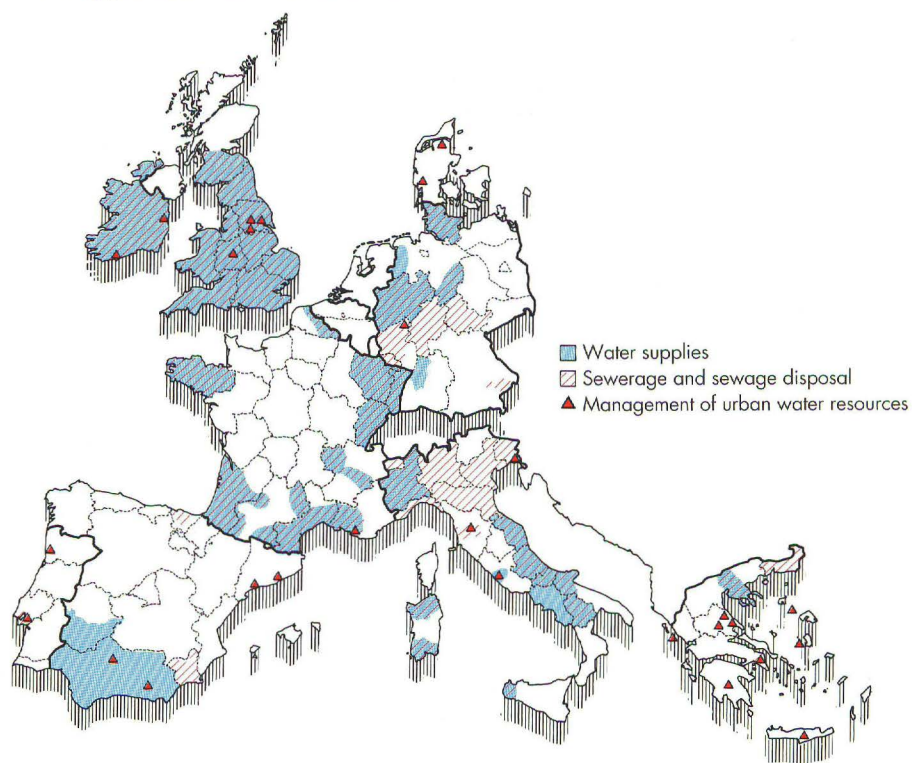 Water supplies
Sewerage and sewage disposal
Management of urban water resources